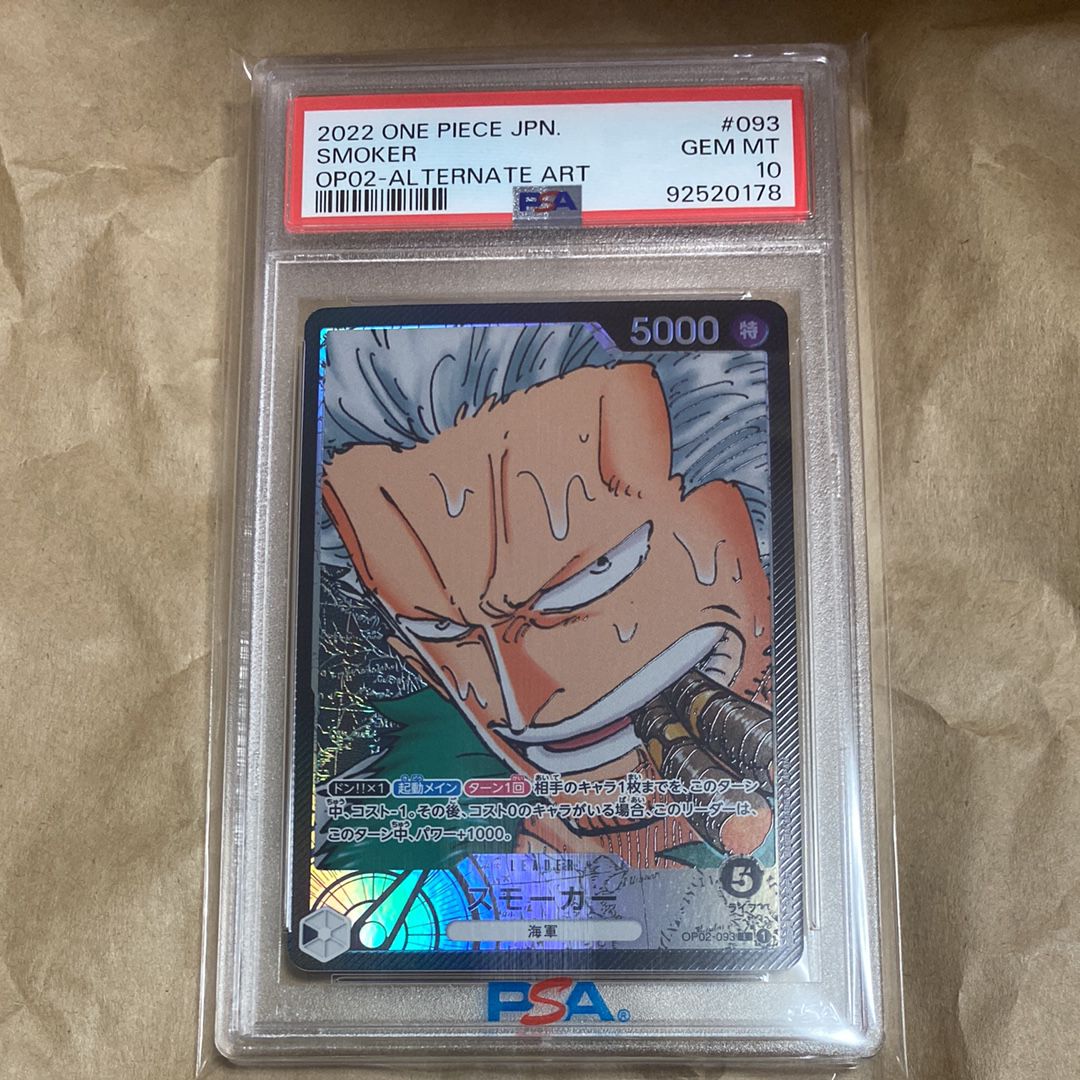 2022 ONE PIECE JPN. #093
SMOKER GEM MT
OP02-ALTERNATE ART 10
PSA 92520178
5000 特
ドン!!×1 起動メイン ターン1回 相手のキャラ1枚までを、このターン
中、コスト-1。その後、コスト0のキャラがいる場合、このリーダーは、
このターン中、パワー+1000。
LEADER
スモーカー
5
ライフ
海軍
OP02-093 L 1
PSA